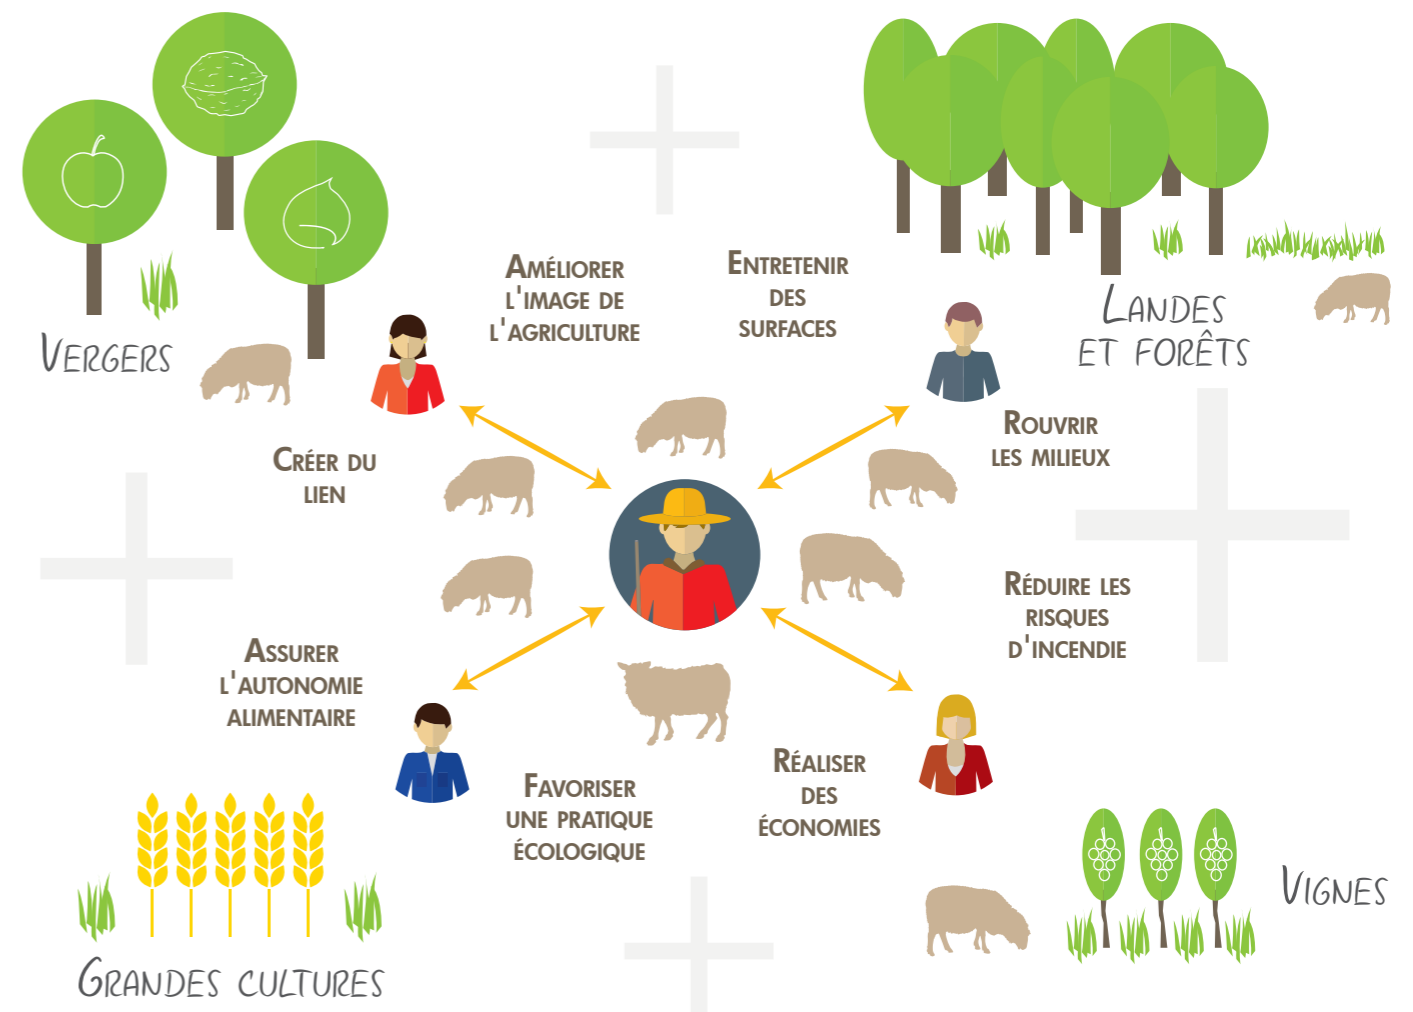 Améliorer
l'image de
l'agriculture
Entretenir
des
surfaces
Landes
et forêts
Vergers
Rouvrir
les milieux
Créer du
lien
Réduire les
risques
d'incendie
Assurer
l'autonomie
alimentaire
Favoriser
une pratique
écologique
Réaliser
des
économies
Vignes
Grandes cultures